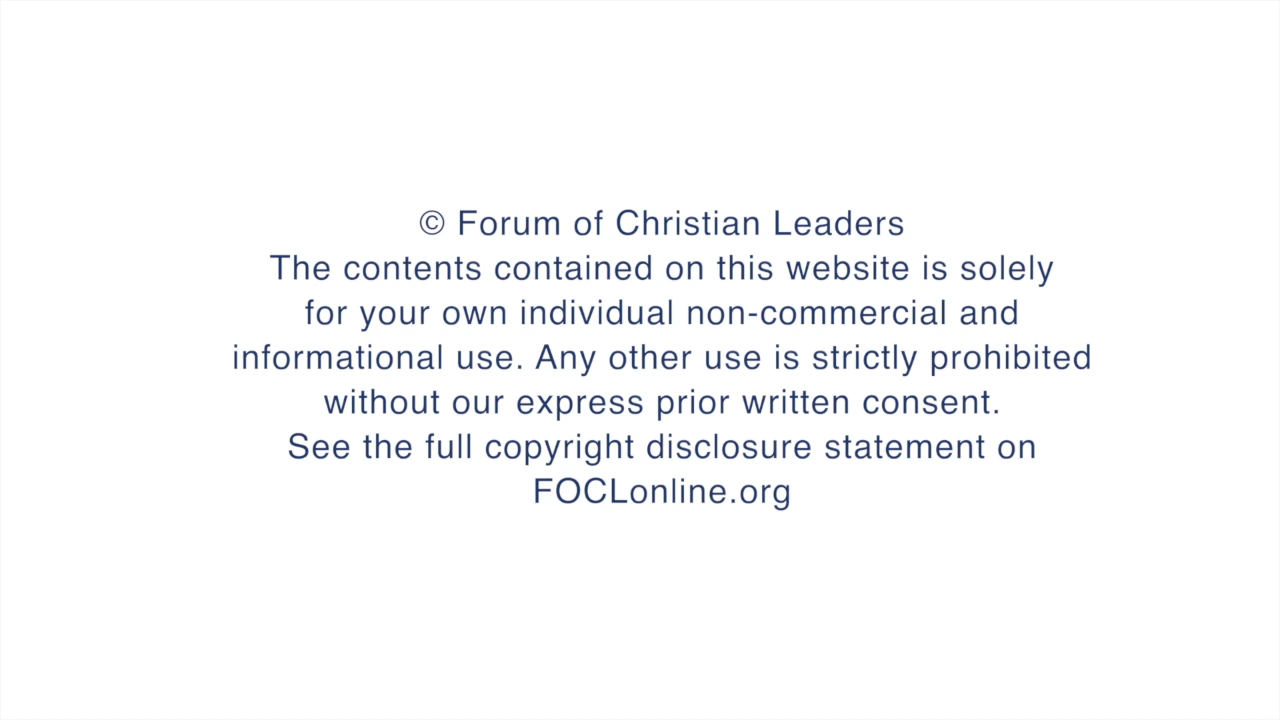 © Forum of Christian Leaders
The contents contained on this website is solely
for your own individual non-commercial and
informational use. Any other use is strictly prohibited
without our express prior written consent.
See the full copyright disclosure statement on
FOCLonline.org